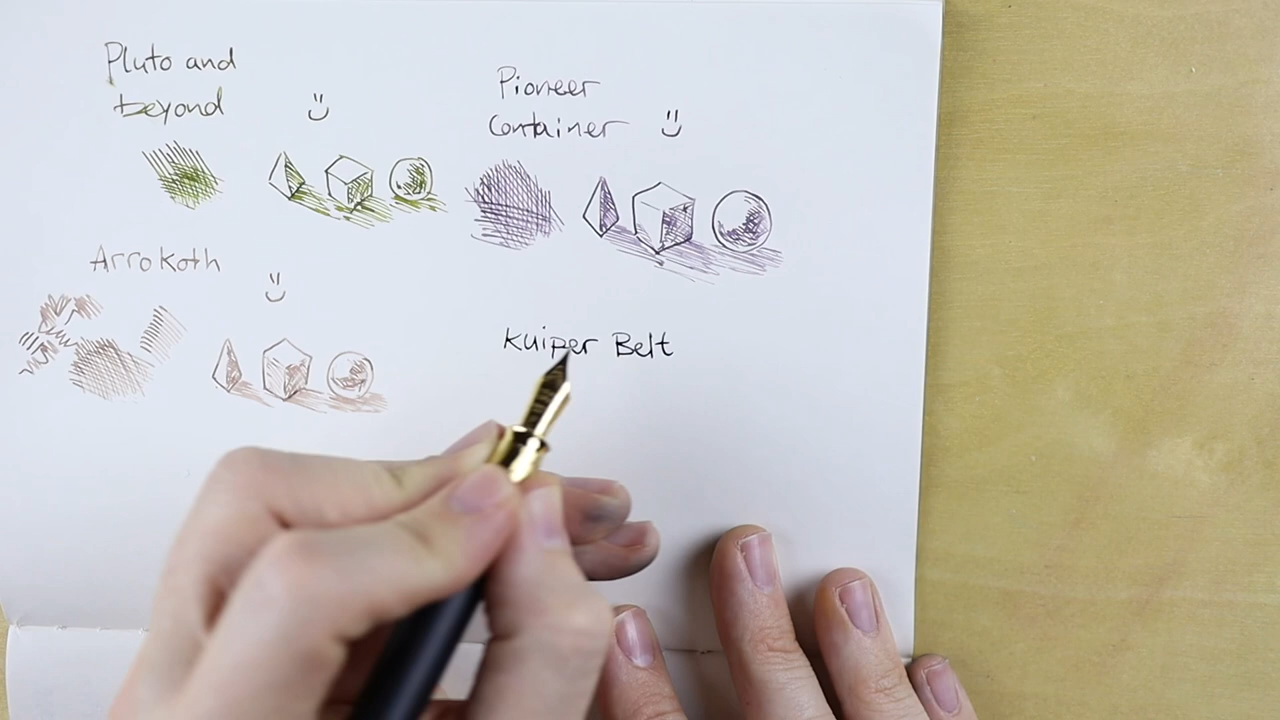 Pluto and
beyond
Pioneer
Container
Arrokoth
Kuiper Belt